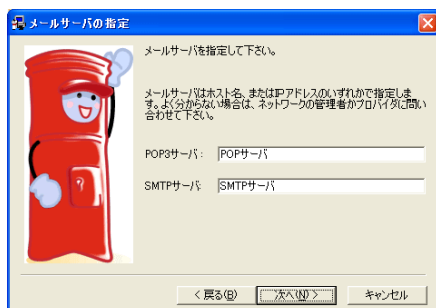 メールサーバの指定
メールサーバを指定して下さい。
メールサーバはホスト名、またはIPアドレスのいずれかで指定しま
す。よく分からない場合は、ネットワークの管理者かプロバイダに問い
合わせて下さい。
POP3サーバ: POPサーバ
SMTPサーバ: SMTPサーバ
< 戻る(B) 次へ(N) > キャンセル